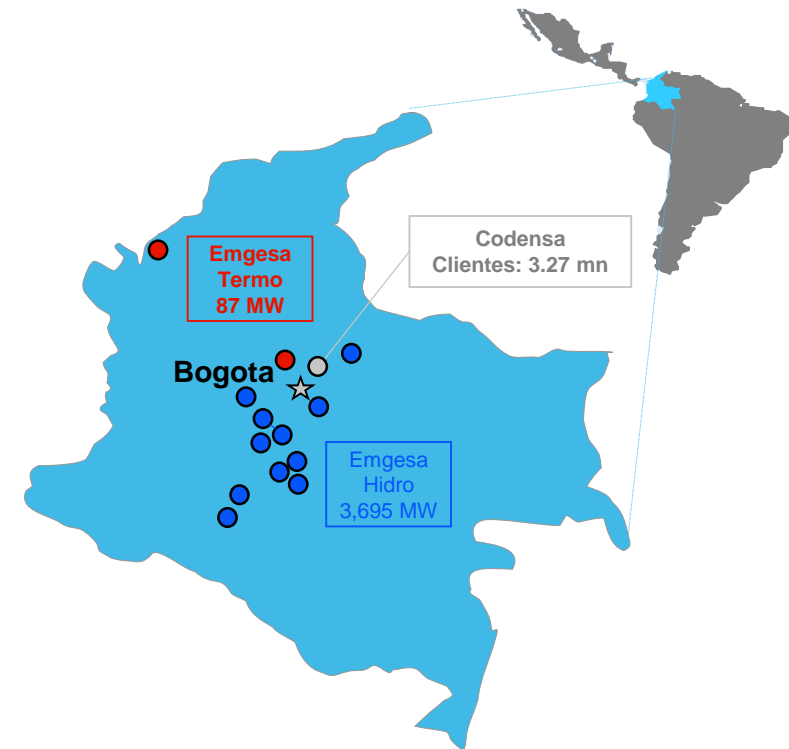 Codensa
Clientes: 3.27 mn
Emgesa
Termo
87 MW
Bogota
Emgesa
Hidro
3,695 MW